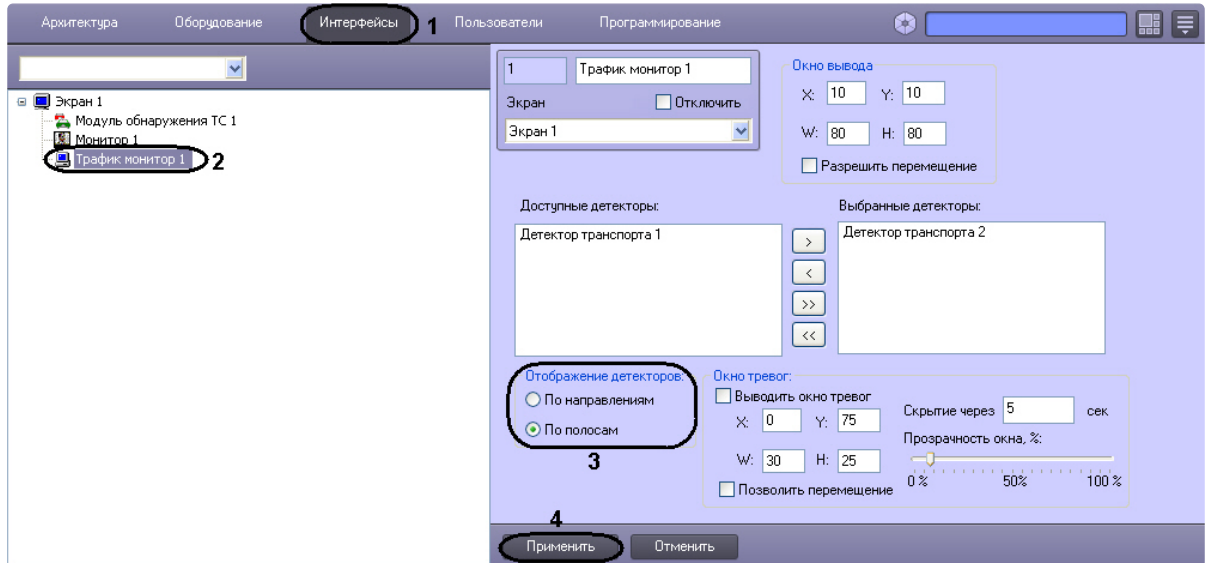 Архитектура Оборудование Интерфейсы 1 Пользователи Программирование
Экран 1
Модуль обнаружения ТС 1
Монитор 1
Трафик монитор 1 2
1 Трафик монитор 1
Экран Отключить
Экран 1
Окно вывода
X: 10 Y: 10
W: 80 H: 80
Разрешить перемещение
Доступные детекторы:
Детектор транспорта 1
>
<
>>
<<
Выбранные детекторы:
Детектор транспорта 2
Отображение детекторов:
По направлениям
По полосам
3
Окно тревог:
Выводить окно тревог
X: 0 Y: 75
W: 30 H: 25
Позволить перемещение
Скрытие через 5 сек
Прозрачность окна, %:
0 % 50% 100 %
4
Применить Отменить